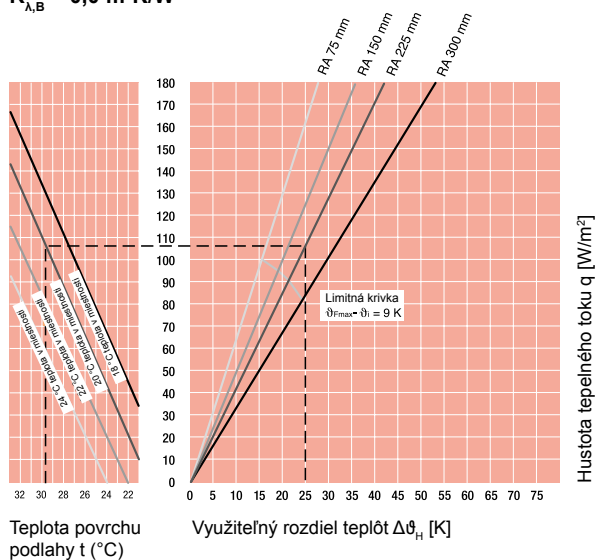 R λ,B
RA 75 mm
RA 150 mm
RA 225 mm
RA 300 mm
180
170
160
150
140
130
120
110
100
90
80
70
60
50
40
30
20
10
0
18 °C teplota v miestnosti
20 °C teplota v miestnosti
22 °C teplota v miestnosti
24 °C teplota v miestnosti
Limitná krivka
ϑFmax- ϑi = 9 K
Hustota tepelného toku q [W/m²]
32 30 28 26 24 22
0 5 10 15 20 25 30 35 40 45 50 55 60 65 70 75
Teplota povrchu
podlahy t (°C)
Využiteľný rozdiel teplôt ΔϑH [K]